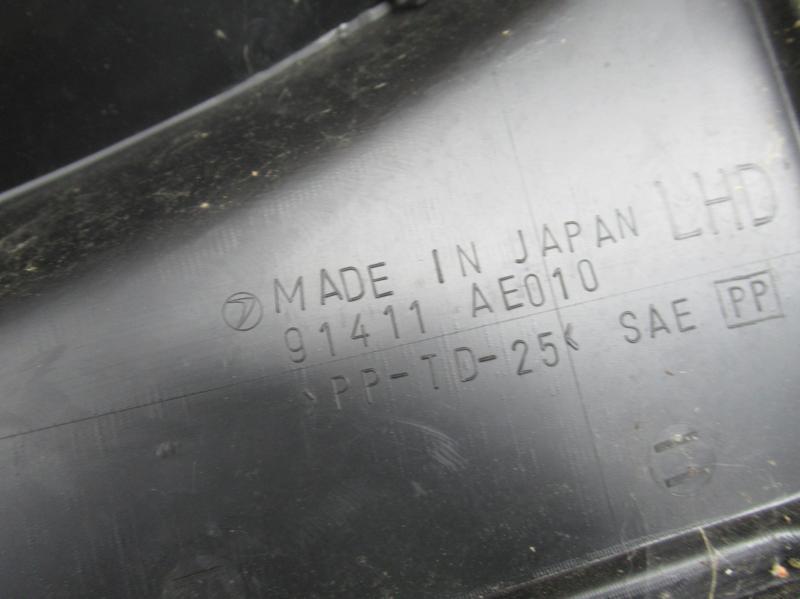 MADE IN JAPAN LHD
91411 AE010
>PP-TD-25< SAE PP